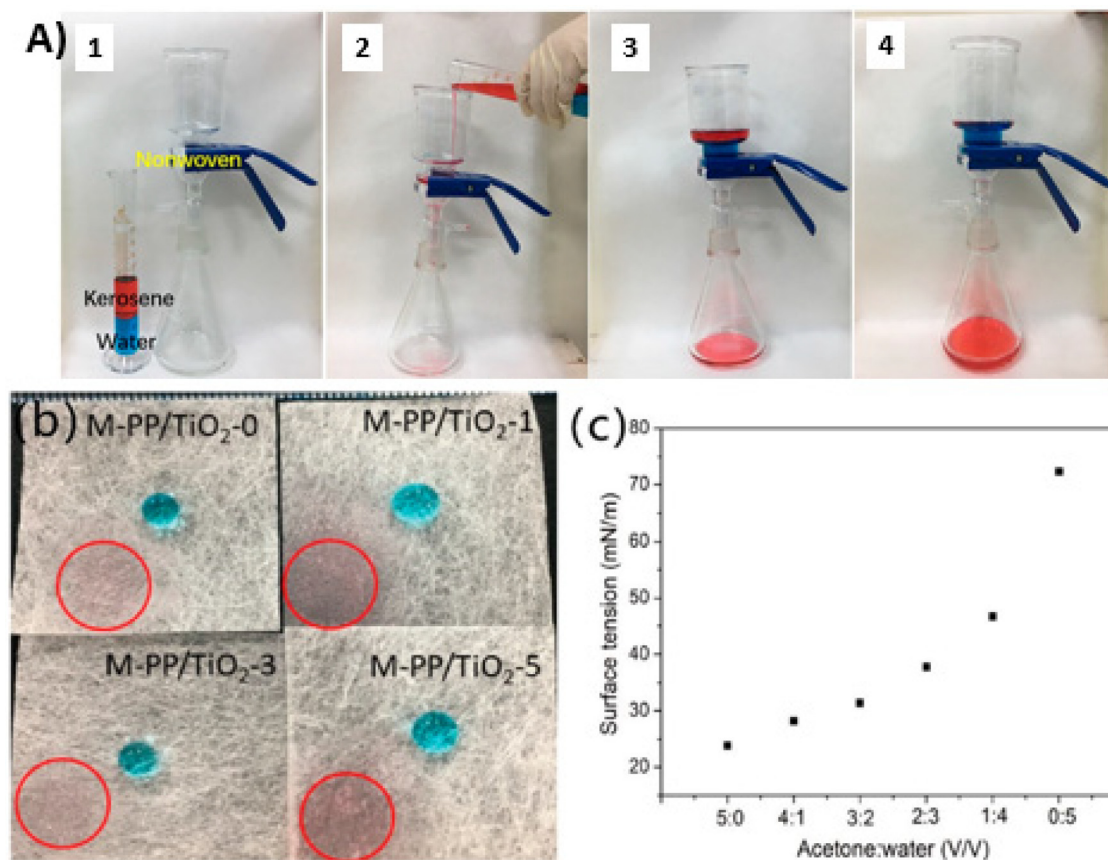 A)
1
2
3
4
Nonwoven
Kerosene
Water
(b)
M-PP/TiO₂-0
M-PP/TiO₂-1
M-PP/TiO₂-3
M-PP/TiO₂-5
(c)
80
70
60
50
40
30
20
Surface tension (mN/m)
5:0
4:1
3:2
2:3
1:4
0:5
Acetone:water (V/V)